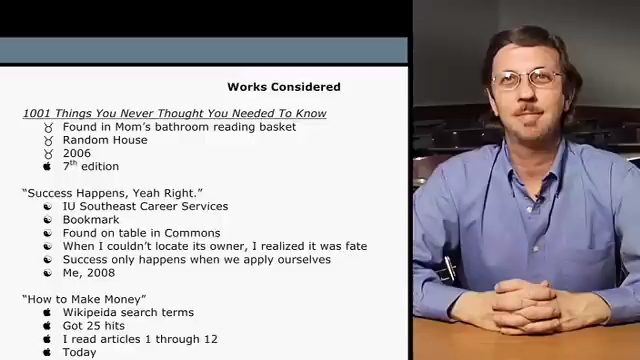 Works Considered
1001 Things You Never Thought You Needed To Know
Found in Mom's bathroom reading basket
Random House
2006
7th edition
"Success Happens, Yeah Right."
IU Southeast Career Services
Bookmark
Found on table in Commons
When I couldn't locate its owner, I realized it was fate
Success only happens when we apply ourselves
Me, 2008
"How to Make Money"
Wikipeida search terms
Got 25 hits
I read articles 1 through 12
Today